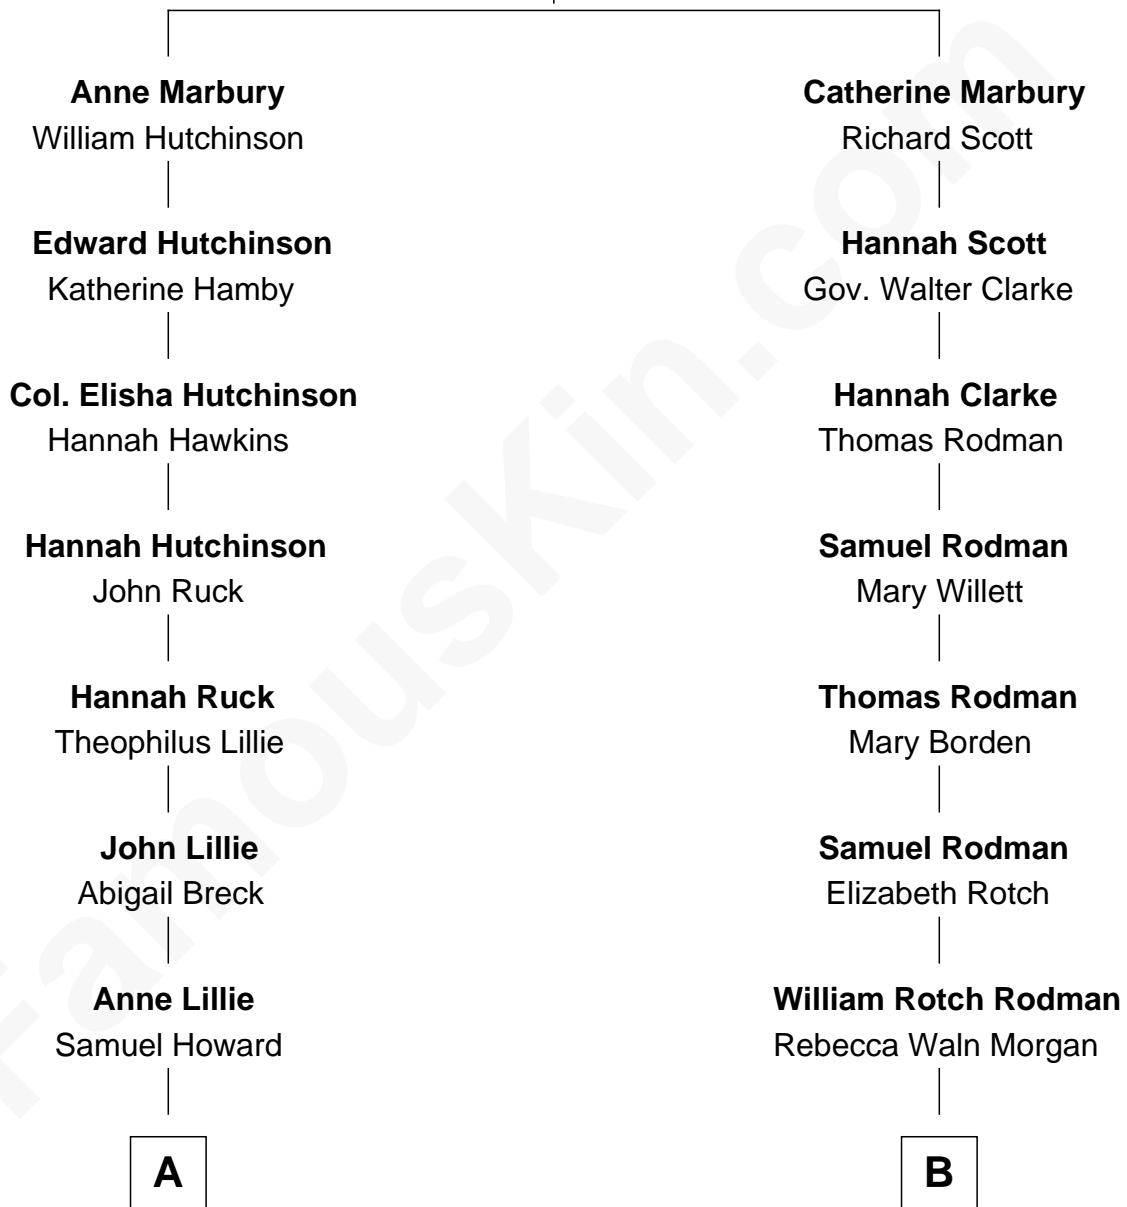 Anne Marbury
William Hutchinson
Edward Hutchinson
Katherine Hamby
Col. Elisha Hutchinson
Hannah Hawkins
Hannah Hutchinson
John Ruck
Hannah Ruck
Theophilus Lillie
John Lillie
Abigail Breck
Anne Lillie
Samuel Howard
A
Catherine Marbury
Richard Scott
Hannah Scott
Gov. Walter Clarke
Hannah Clarke
Thomas Rodman
Samuel Rodman
Mary Willett
Thomas Rodman
Mary Borden
Samuel Rodman
Elizabeth Rotch
William Rotch Rodman
Rebecca Waln Morgan
B
FamousKin.com